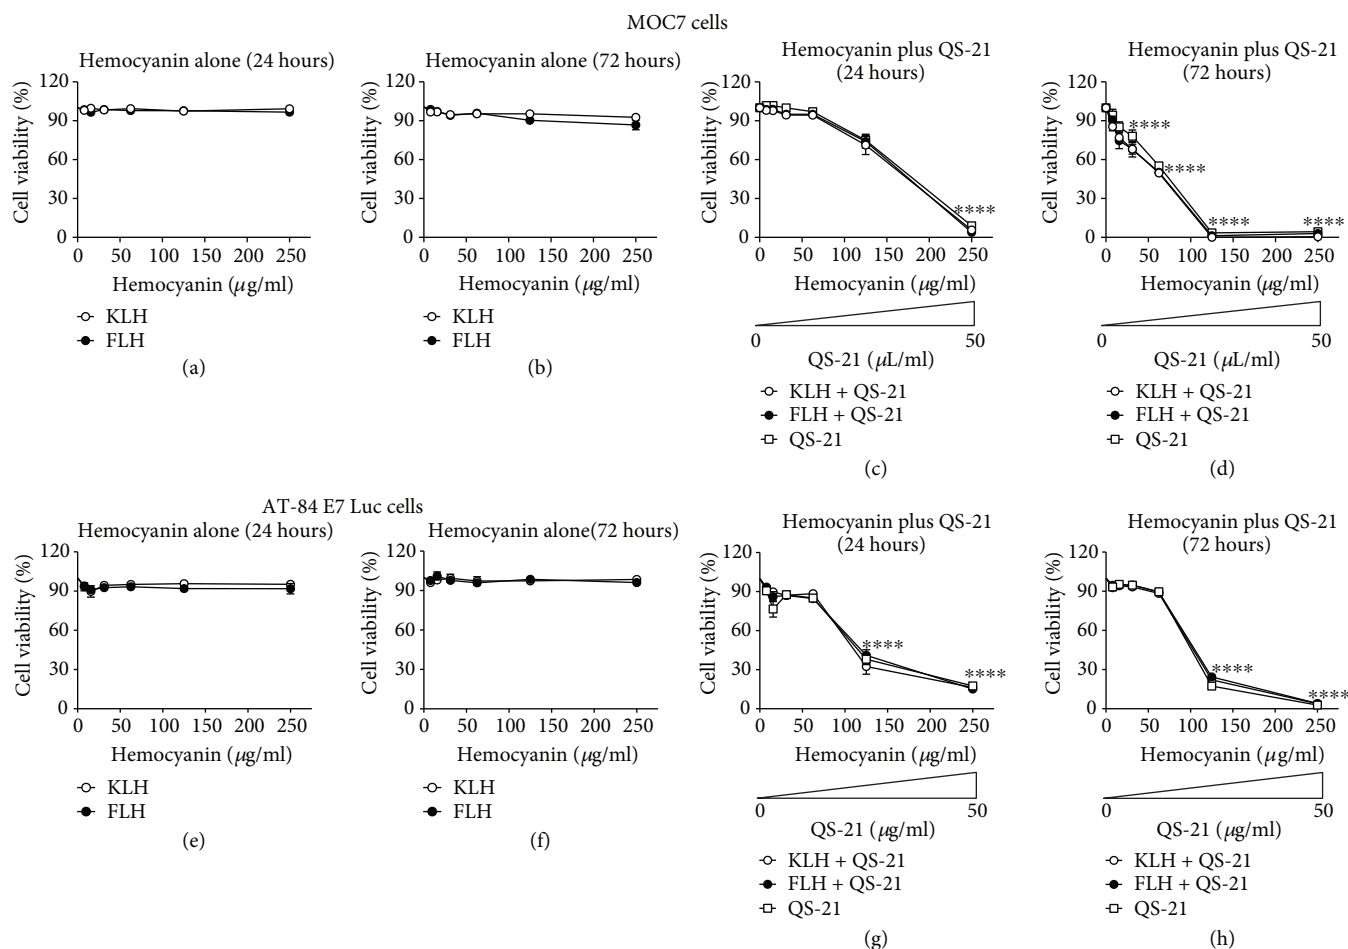 MOC7 cells
Hemocyanin alone (24 hours)
Cell viability (%)
120
90
60
30
0
0 50 100 150 200 250
Hemocyanin (μg/ml)
KLH
FLH
(a)
Hemocyanin alone (72 hours)
Cell viability (%)
120
90
60
30
0
0 50 100 150 200 250
Hemocyanin (μg/ml)
KLH
FLH
(b)
Hemocyanin plus QS-21
(24 hours)
Cell viability (%)
120
90
60
30
0
****
0 50 100 150 200 250
Hemocyanin (μg/ml)
0 50
QS-21 (μL/ml)
KLH + QS-21
FLH + QS-21
QS-21
(c)
Hemocyanin plus QS-21
(72 hours)
Cell viability (%)
120
90
60
30
0
****
****
**** ****
0 50 100 150 200 250
Hemocyanin (μg/ml)
0 50
QS-21 (μL/ml)
KLH + QS-21
FLH + QS-21
QS-21
(d)
AT-84 E7 Luc cells
Hemocyanin alone (24 hours)
Cell viability (%)
120
90
60
30
0
0 50 100 150 200 250
Hemocyanin (μg/ml)
KLH
FLH
(e)
Hemocyanin alone(72 hours)
Cell viability (%)
120
90
60
30
0
0 50 100 150 200 250
Hemocyanin (μg/ml)
KLH
FLH
(f)
Hemocyanin plus QS-21
(24 hours)
Cell viability (%)
120
90
60
30
0
****
****
0 50 100 150 200 250
Hemocyanin (μg/ml)
0 50
QS-21 (μg/ml)
KLH + QS-21
FLH + QS-21
QS-21
(g)
Hemocyanin plus QS-21
(72 hours)
Cell viability (%)
120
90
60
30
0
****
****
0 50 100 150 200 250
Hemocyanin (μg/ml)
0 50
QS-21 (μg/ml)
KLH + QS-21
FLH + QS-21
QS-21
(h)